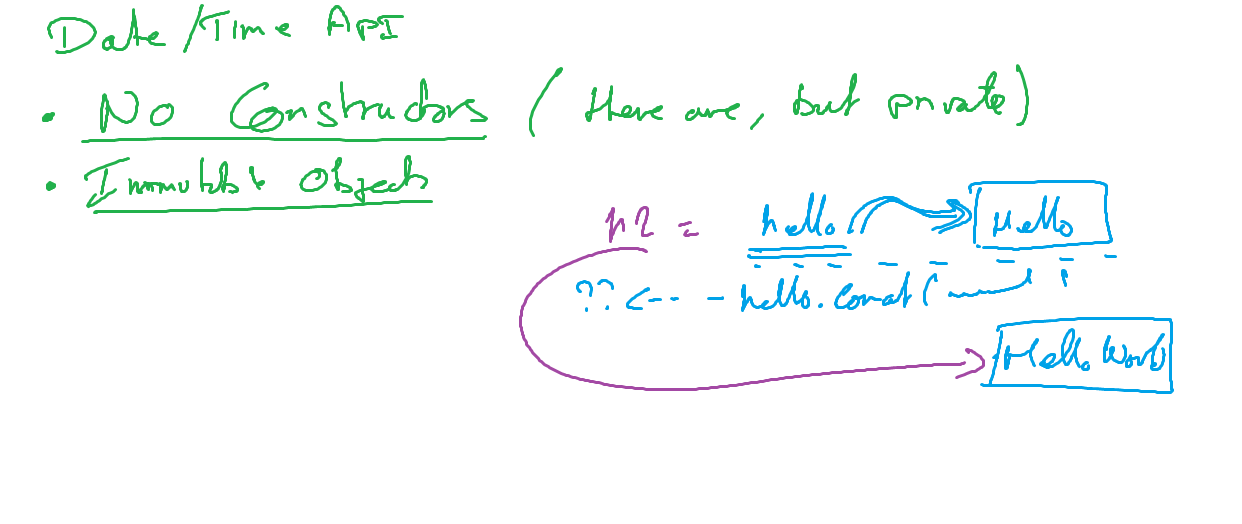 Date/Time API
• No Constructors (there are, but private)
• Immutable Objects
h2 = hello Hello
?? <-- - hello.concat(
Hello World